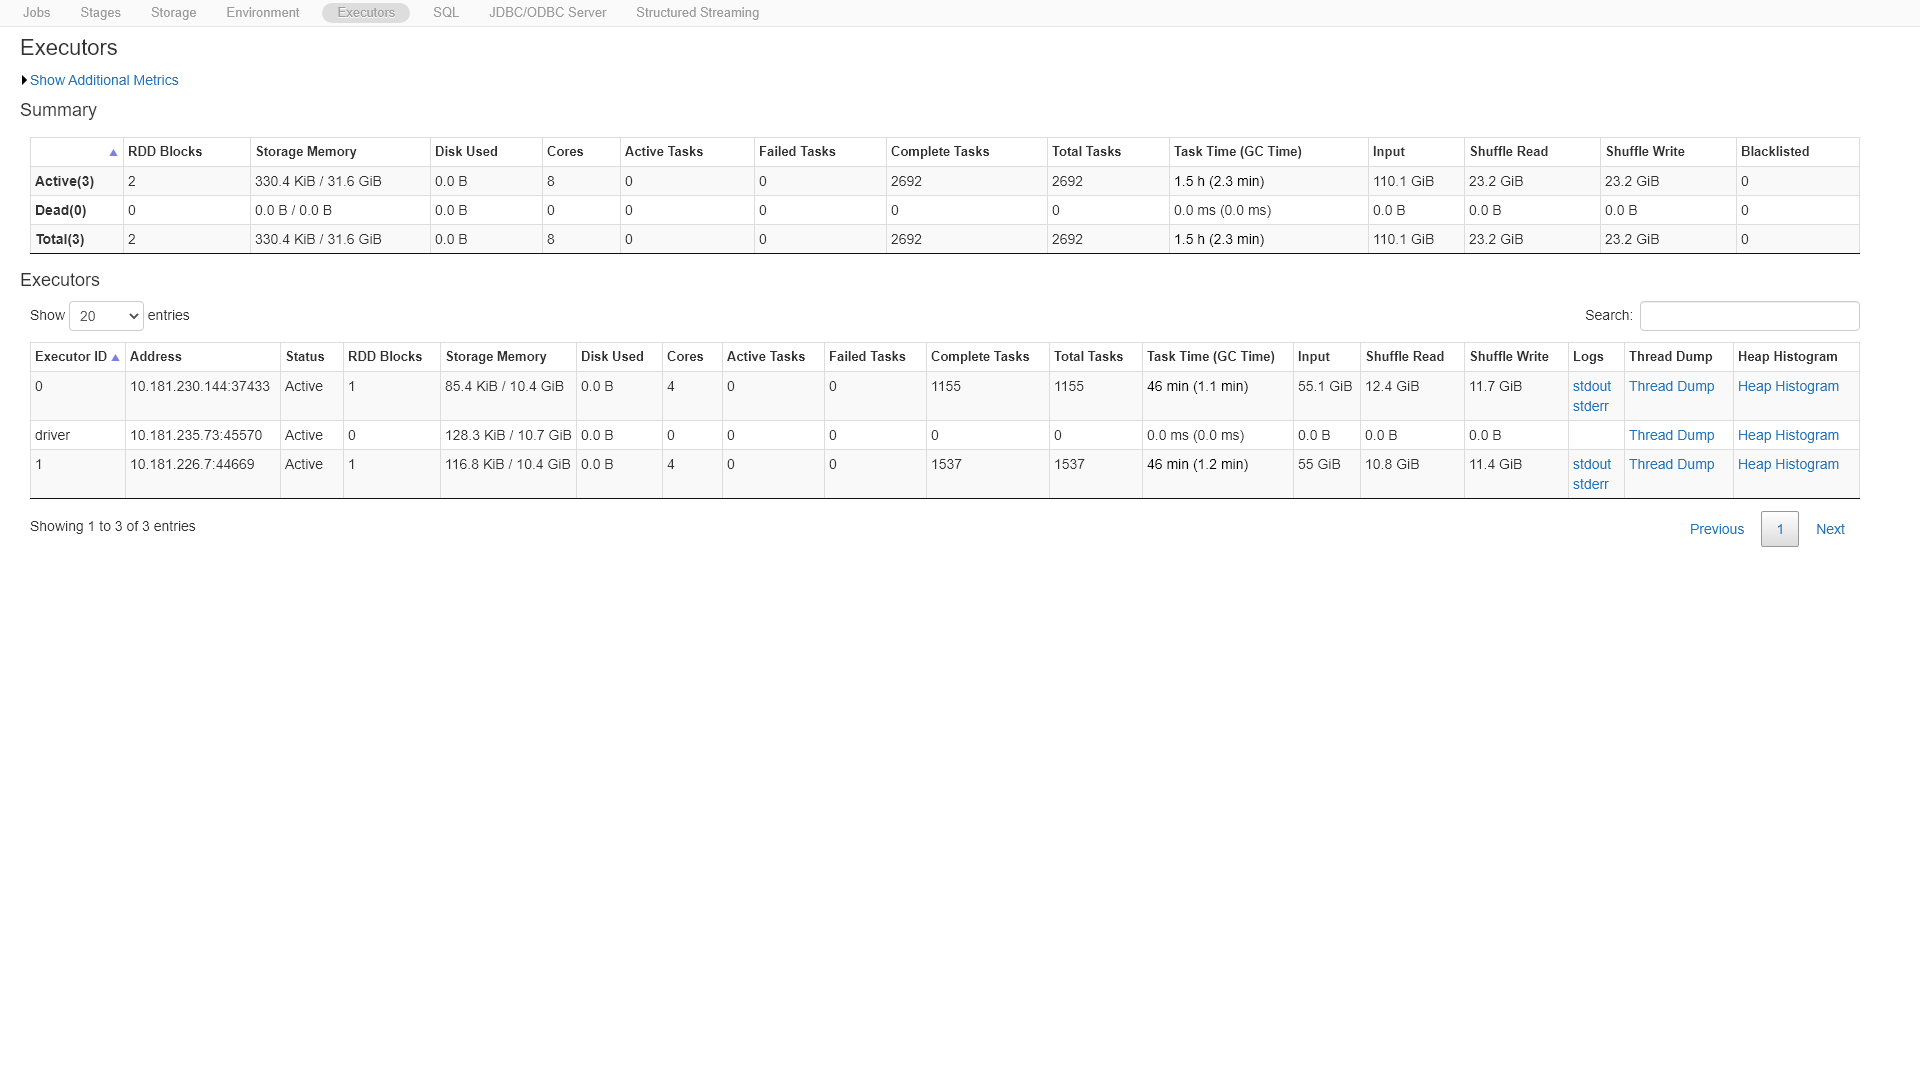 Jobs Stages Storage Environment Executors SQL JDBC/ODBC Server Structured Streaming
Executors
Show Additional Metrics
Summary
RDD Blocks Storage Memory Disk Used Cores Active Tasks Failed Tasks Complete Tasks Total Tasks Task Time (GC Time) Input Shuffle Read Shuffle Write Blacklisted
Active(3) 2 330.4 KiB / 31.6 GiB 0.0 B 8 0 0 2692 2692 1.5 h (2.3 min) 110.1 GiB 23.2 GiB 23.2 GiB 0
Dead(0) 0 0.0 B / 0.0 B 0.0 B 0 0 0 0 0 0.0 ms (0.0 ms) 0.0 B 0.0 B 0.0 B 0
Total(3) 2 330.4 KiB / 31.6 GiB 0.0 B 8 0 0 2692 2692 1.5 h (2.3 min) 110.1 GiB 23.2 GiB 23.2 GiB 0
Executors
Show 20 entries Search:
Executor ID Address Status RDD Blocks Storage Memory Disk Used Cores Active Tasks Failed Tasks Complete Tasks Total Tasks Task Time (GC Time) Input Shuffle Read Shuffle Write Logs Thread Dump Heap Histogram
0 10.181.230.144:37433 Active 1 85.4 KiB / 10.4 GiB 0.0 B 4 0 0 1155 1155 46 min (1.1 min) 55.1 GiB 12.4 GiB 11.7 GiB stdout Thread Dump Heap Histogram
stderr
driver 10.181.235.73:45570 Active 0 128.3 KiB / 10.7 GiB 0.0 B 0 0 0 0 0 0.0 ms (0.0 ms) 0.0 B 0.0 B 0.0 B Thread Dump Heap Histogram
1 10.181.226.7:44669 Active 1 116.8 KiB / 10.4 GiB 0.0 B 4 0 0 1537 1537 46 min (1.2 min) 55 GiB 10.8 GiB 11.4 GiB stdout Thread Dump Heap Histogram
stderr
Showing 1 to 3 of 3 entries Previous 1 Next